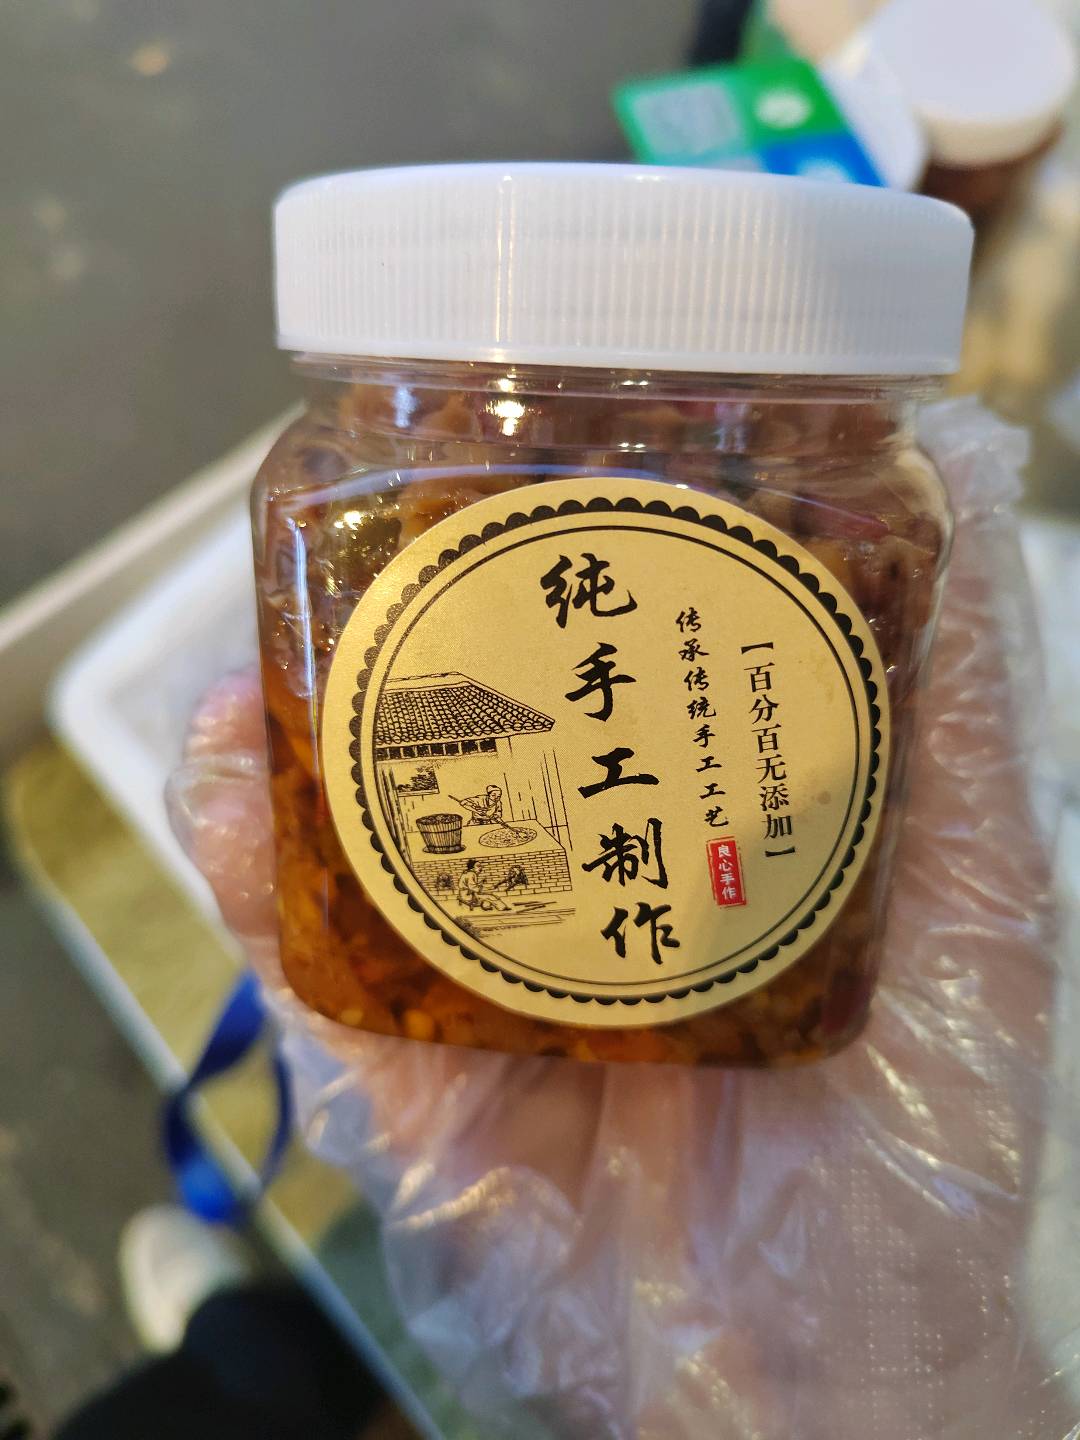 【百分百无添加】
传承传统手工工艺
良心手作
纯手工制作